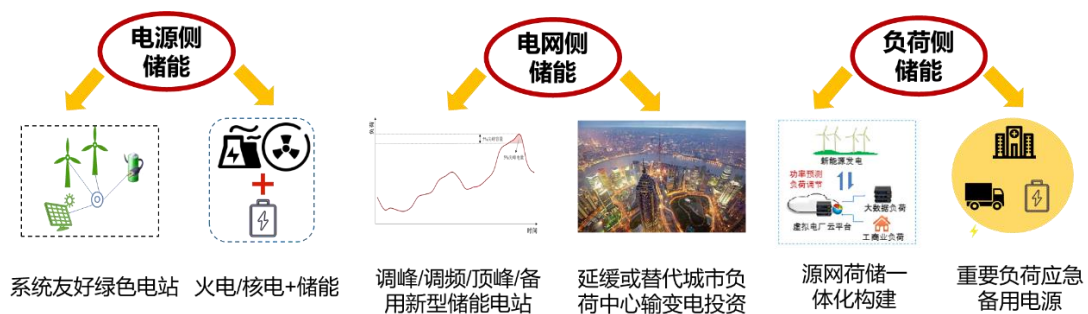 电源侧
储能
电网侧
储能
负荷侧
储能
负荷
时间
新能源发电
功率预测
负荷调节
大数据负荷
虚拟电厂云平台
工商业负荷
系统友好绿色电站
火电/核电+储能
调峰/调频/顶峰/备
用新型储能电站
延缓或替代城市负
荷中心输变电投资
源网荷储一
体化构建
重要负荷应急
备用电源